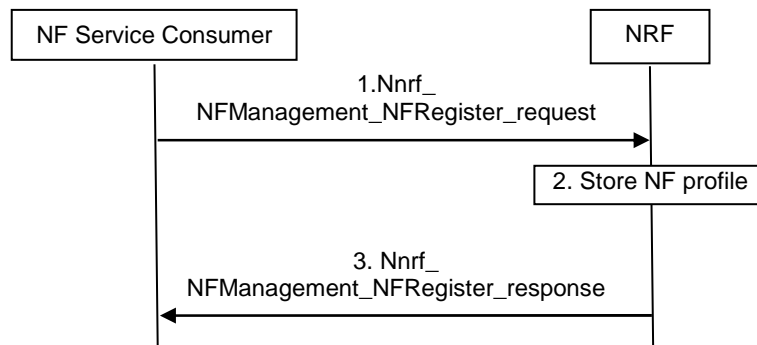 NF Service Consumer
NRF
1.Nnrf_
NFManagement_NFRegister_request
2. Store NF profile
3. Nnrf_
NFManagement_NFRegister_response